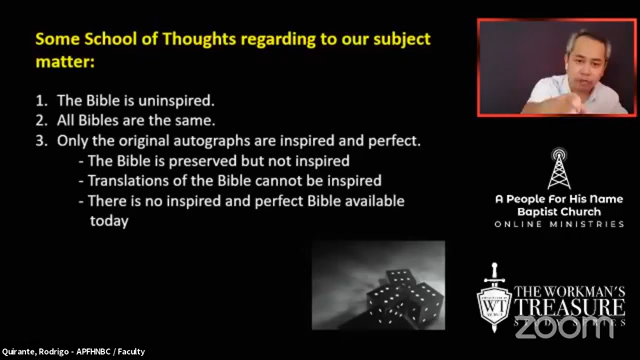 Some School of Thoughts regarding to our subject
matter:
1. The Bible is uninspired.
2. All Bibles are the same.
3. Only the original autographs are inspired and perfect.
- The Bible is preserved but not inspired
- Translations of the Bible cannot be inspired
- There is no inspired and perfect Bible available
today
A People For His Name
Baptist Church
ONLINE MINISTRIES
WT
THE WORKMAN'S
TREASURE
zoom
Quirante, Rodrigo - APFHNBC / Faculty